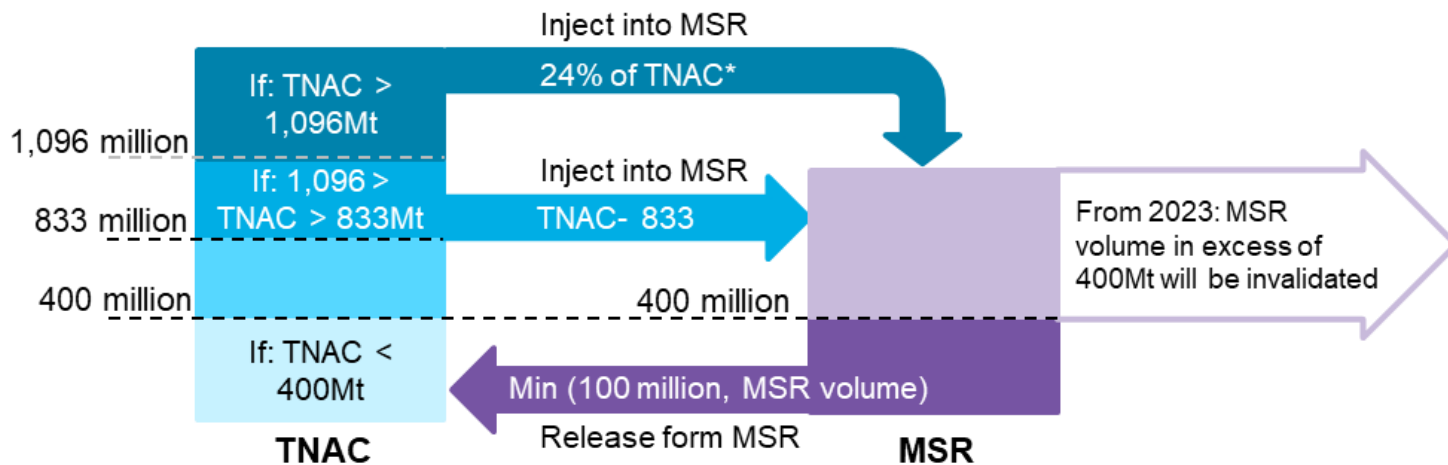 Inject into MSR
If: TNAC >
1,096Mt
24% of TNAC*
1,096 million
If: 1,096 >
TNAC > 833Mt
Inject into MSR
TNAC- 833
833 million
From 2023: MSR
volume in excess of
400Mt will be invalidated
400 million
400 million
If: TNAC <
400Mt
Min (100 million, MSR volume)
Release form MSR
TNAC
MSR